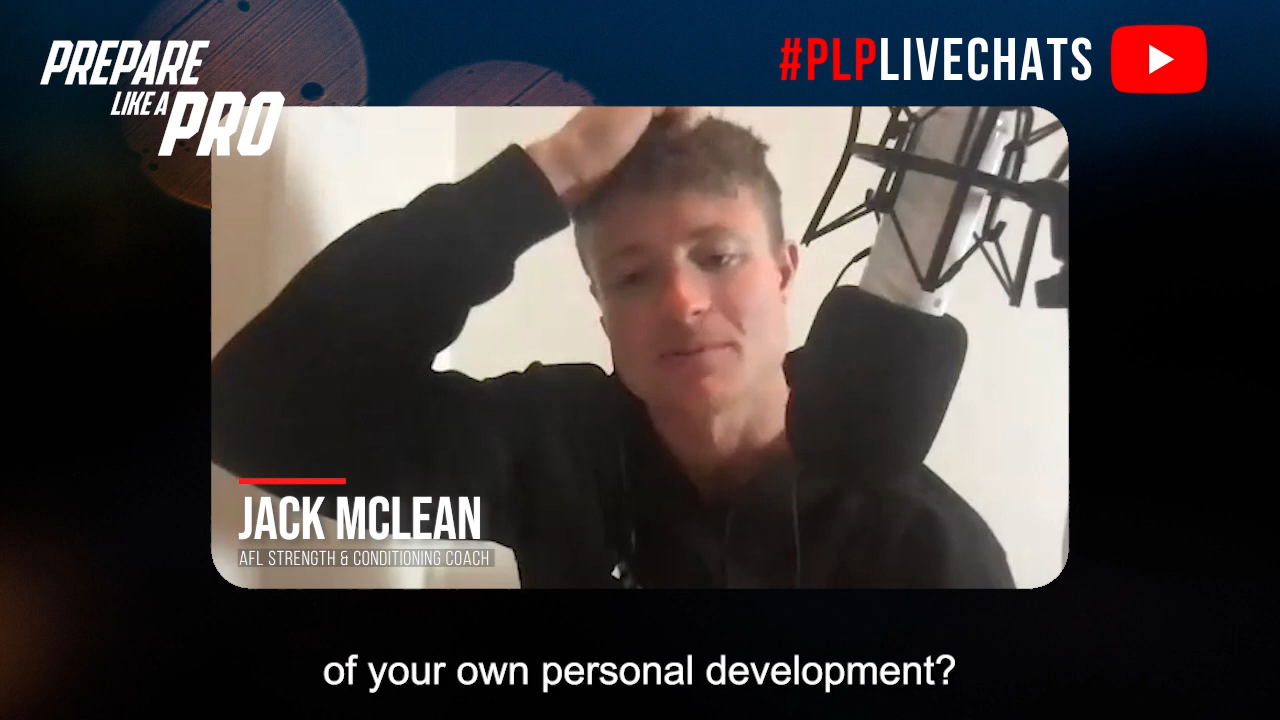 PREPARE
LIKE A
PRO
#PLPLIVECHATS
JACK MCLEAN
AFL STRENGTH & CONDITIONING COACH
of your own personal development?